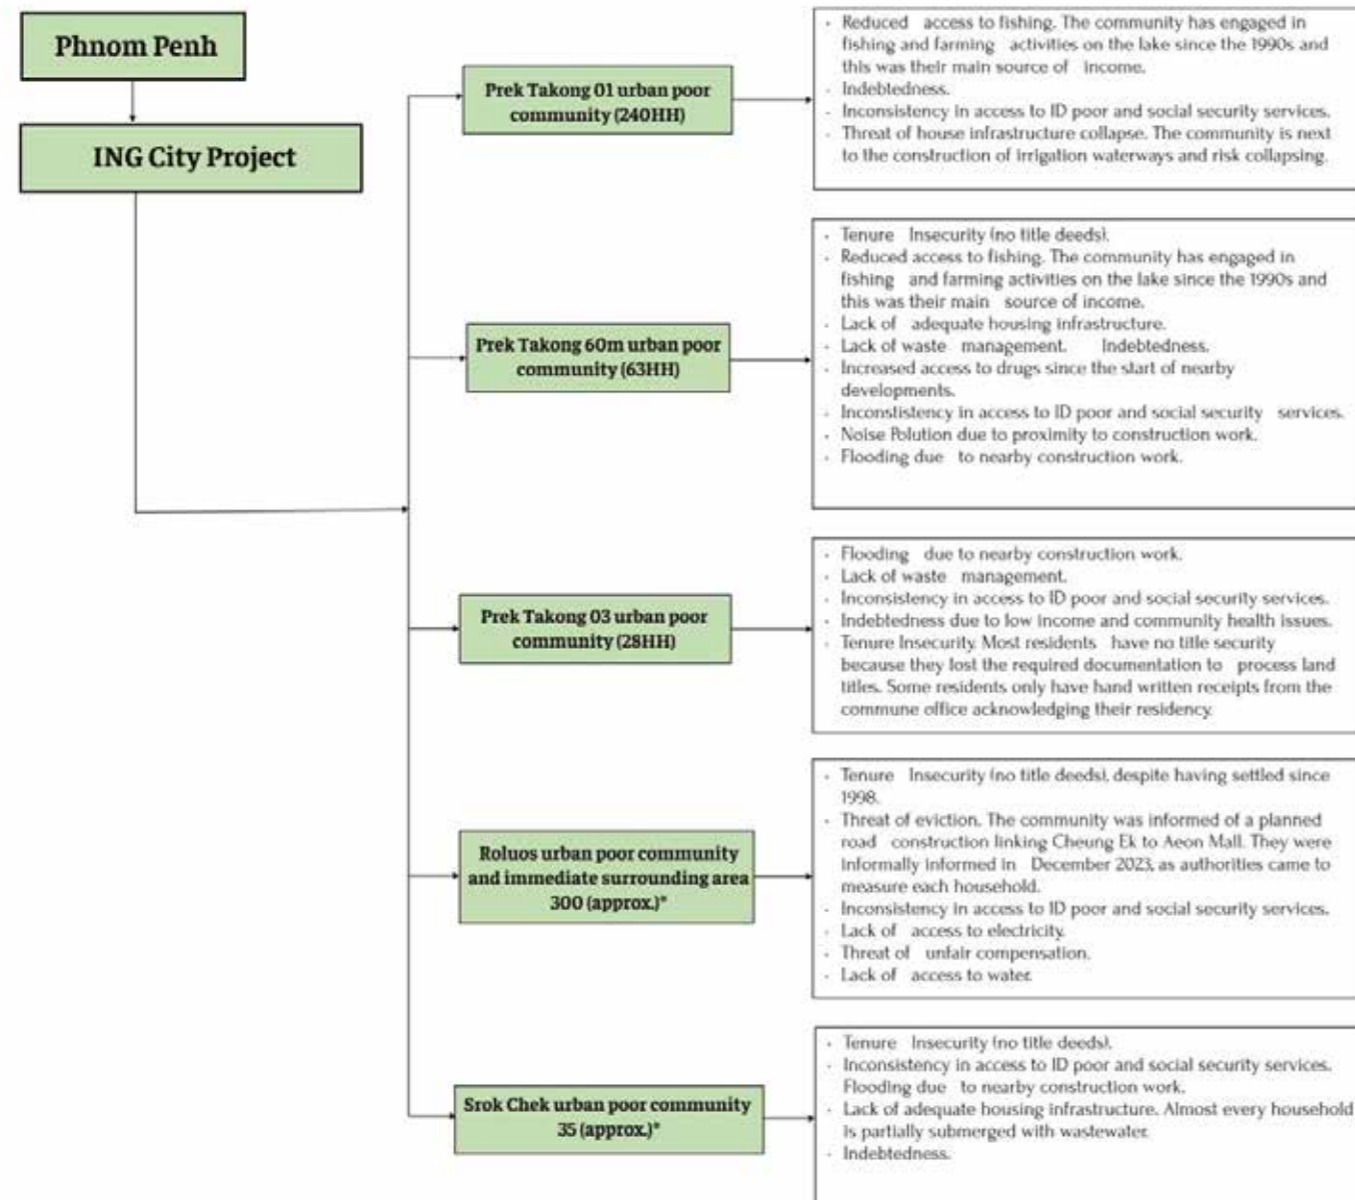 Phnom Penh
ING City Project
Prek Takong 01 urban poor
community (240HH)
· Reduced access to fishing. The community has engaged in
fishing and farming activities on the lake since the 1990s and
this was their main source of income.
· Indebtedness.
· Inconsistency in access to ID poor and social security services.
· Threat of house infrastructure collapse. The community is next
to the construction of irrigation waterways and risk collapsing.
Prek Takong 60m urban poor
community (63HH)
· Tenure Insecurity (no title deeds).
· Reduced access to fishing. The community has engaged in
fishing and farming activities on the lake since the 1990s and
this was their main source of income.
· Lack of adequate housing infrastructure.
· Lack of waste management. Indebtedness.
· Increased access to drugs since the start of nearby
developments.
· Inconstistency in access to ID poor and social security services.
· Noise Polution due to proximity to construction work.
· Flooding due to nearby construction work.
Prek Takong 03 urban poor
community (28HH)
· Flooding due to nearby construction work.
· Lack of waste management.
· Inconsistency in access to ID poor and social security services.
· Indebtedness due to low income and community health issues.
· Tenure Insecurity. Most residents have no title security
because they lost the required documentation to process land
titles. Some residents only have hand written receipts from the
commune office acknowledging their residency.
Roluos urban poor community
and immediate surrounding area
300 (approx.)*
· Tenure Insecurity (no title deeds), despite having settled since
1998.
· Threat of eviction. The community was informed of a planned
road construction linking Cheung Ek to Aeon Mall. They were
informally informed in December 2023, as authorities came to
measure each household.
· Inconsistency in access to ID poor and social security services.
· Lack of access to electricity.
· Threat of unfair compensation.
· Lack of access to water.
Srok Chek urban poor community
35 (approx.)*
· Tenure Insecurity (no title deeds).
· Inconsistency in access to ID poor and social security services.
Flooding due to nearby construction work.
· Lack of adequate housing infrastructure. Almost every household
is partially submerged with wastewater.
· Indebtedness.